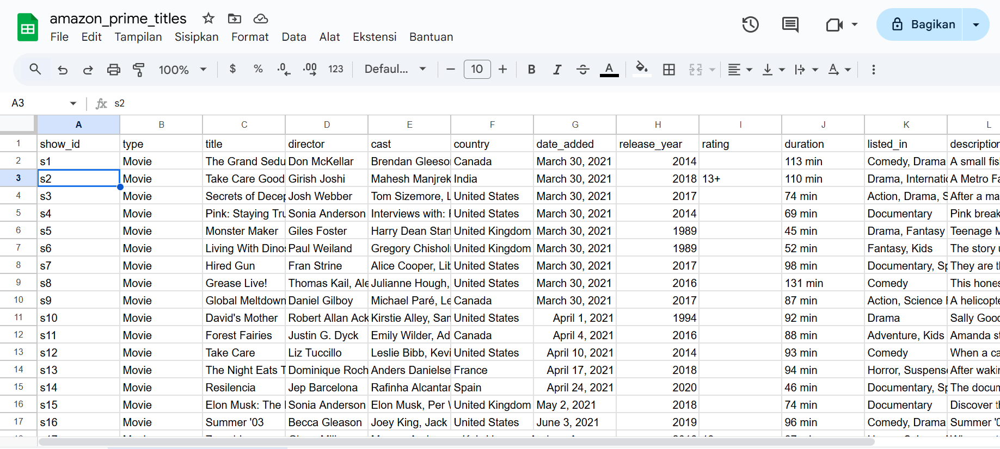 amazon_prime_titles
File Edit Tampilan Sisipkan Format Data Alat Ekstensi Bantuan
Bagikan
100% $ % .0 .00 123 Defaul... 10 B I S A A
A3 fx s2
A B C D E F G H I J K L
1 show_id type title director cast country date_added release_year rating duration listed_in description
2 s1 Movie The Grand Sedu Don McKellar Brendan Gleeso Canada March 30, 2021 2014 113 min Comedy, Drama A small fis
3 s2 Movie Take Care Good Girish Joshi Mahesh Manjrek India March 30, 2021 2018 13+ 110 min Drama, Internatio A Metro Fa
4 s3 Movie Secrets of Decep Josh Webber Tom Sizemore, L United States March 30, 2021 2017 74 min Action, Drama, S After a ma
5 s4 Movie Pink: Staying Tru Sonia Anderson Interviews with: United States March 30, 2021 2014 69 min Documentary Pink break
6 s5 Movie Monster Maker Giles Foster Harry Dean Stan United Kingdom March 30, 2021 1989 45 min Drama, Fantasy Teenage M
7 s6 Movie Living With Dino Paul Weiland Gregory Chishol United Kingdom March 30, 2021 1989 52 min Fantasy, Kids The story
8 s7 Movie Hired Gun Fran Strine Alice Cooper, Lib United States March 30, 2021 2017 98 min Documentary, Sp They are th
9 s8 Movie Grease Live! Thomas Kail, Ale Julianne Hough, United States March 30, 2021 2016 131 min Comedy This hones
10 s9 Movie Global Meltdown Daniel Gilboy Michael Paré, Le Canada March 30, 2021 2017 87 min Action, Science A helicopte
11 s10 Movie David's Mother Robert Allan Ack Kirstie Alley, Sam United States April 1, 2021 1994 92 min Drama Sally Good
12 s11 Movie Forest Fairies Justin G. Dyck Emily Wilder, Ad Canada April 4, 2021 2016 88 min Adventure, Kids Amanda st
13 s12 Movie Take Care Liz Tuccillo Leslie Bibb, Kevi United States April 10, 2021 2014 93 min Comedy When a ca
14 s13 Movie The Night Eats T Dominique Roch Anders Danielse France April 17, 2021 2018 94 min Horror, Suspens After waki
15 s14 Movie Resilencia Jep Barcelona Rafinha Alcantar Spain April 24, 2021 2020 46 min Documentary, Sp The docum
16 s15 Movie Elon Musk: The Sonia Anderson Elon Musk, Per United Kingdom May 2, 2021 2018 74 min Documentary Discover
17 s16 Movie Summer '03 Becca Gleason Joey King, Jack United States June 3, 2021 2019 96 min Comedy, Drama Summer '0